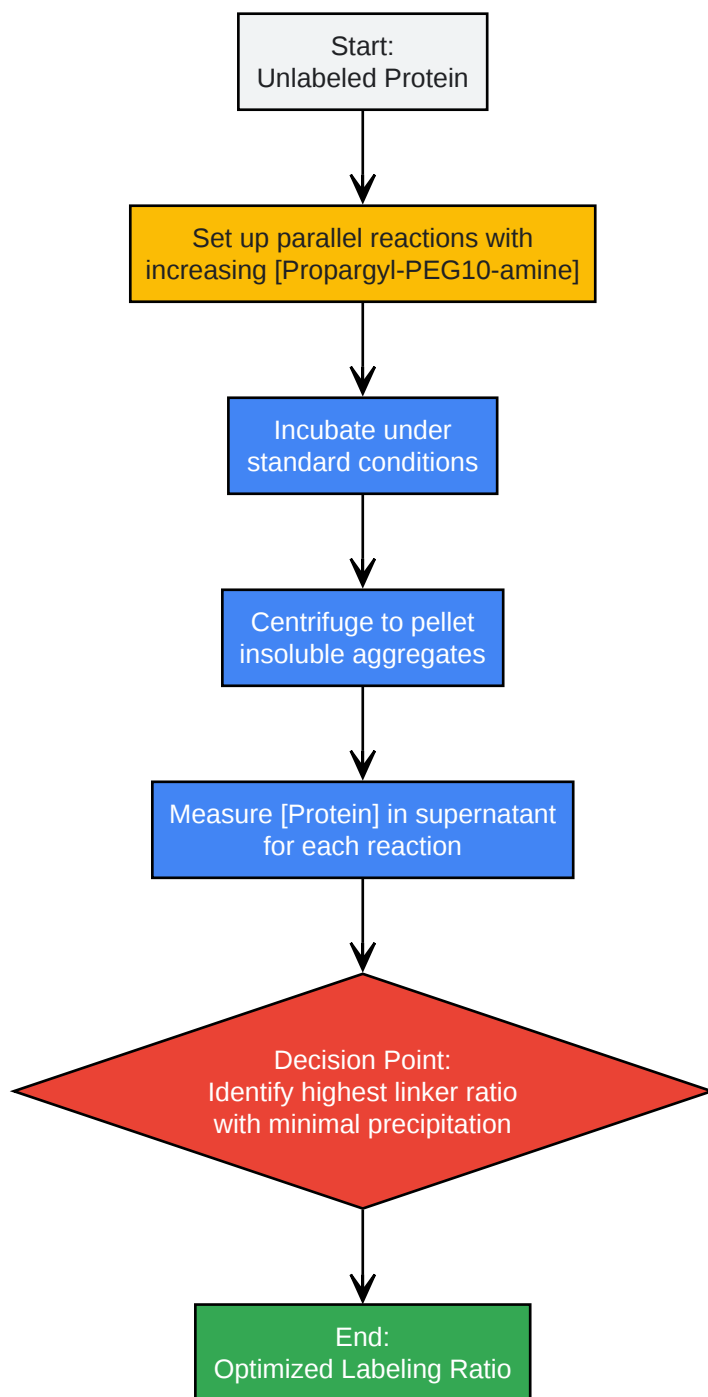 Start:
Unlabeled Protein
Set up parallel reactions with
increasing [Propargyl-PEG10-amine]
Incubate under
standard conditions
Centrifuge to pellet
insoluble aggregates
Measure [Protein] in supernatant
for each reaction
Decision Point:
Identify highest linker ratio
with minimal precipitation
End:
Optimized Labeling Ratio